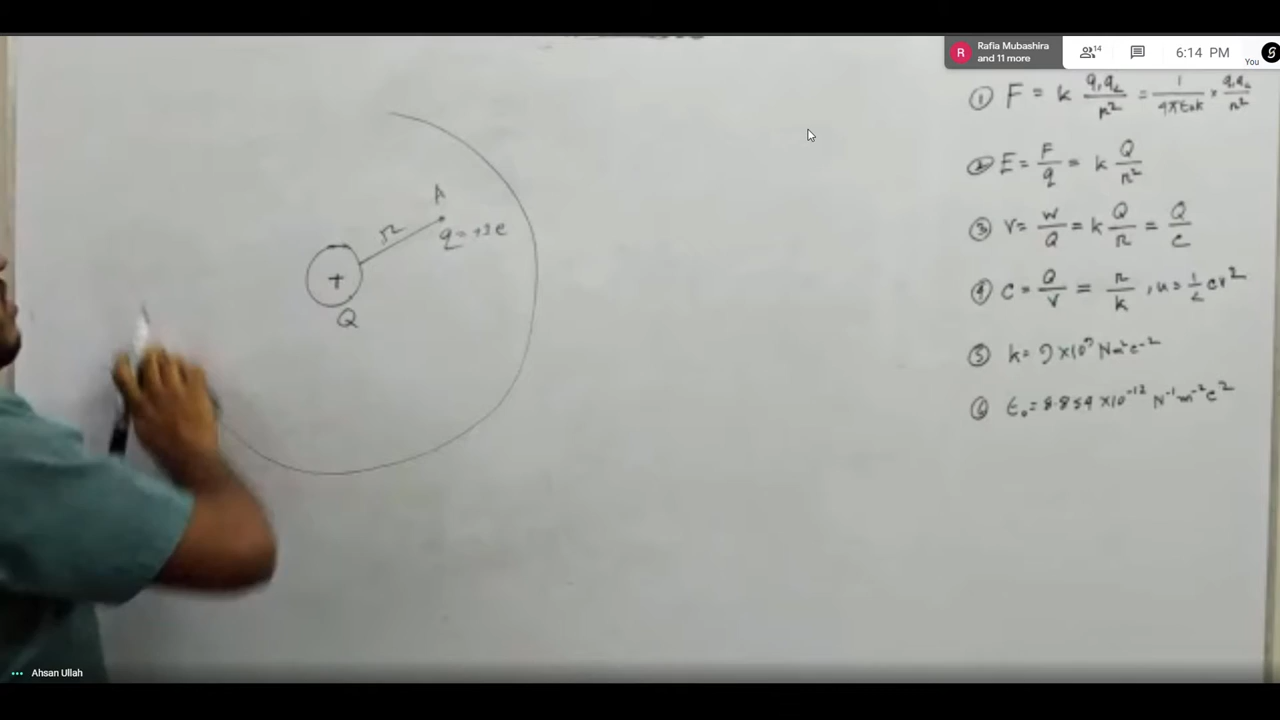 Rafia Mubashira
and 11 more
R
14
6:14 PM
You
① F = k q₁q₂/r² = 1/4πε₀k × q₁q₂/r²
② E = F/q = k Q/r²
③ V = W/Q = k Q/r = Q/C
④ C = Q/V = r/k , u = 1/2 cv²
⑤ k = 9 × 10⁹ Nm²c⁻²
⑥ ε₀ = 8.854 × 10⁻¹² N⁻¹m⁻²c²
A
r
q = +1c
+
Q
Ahsan Ullah